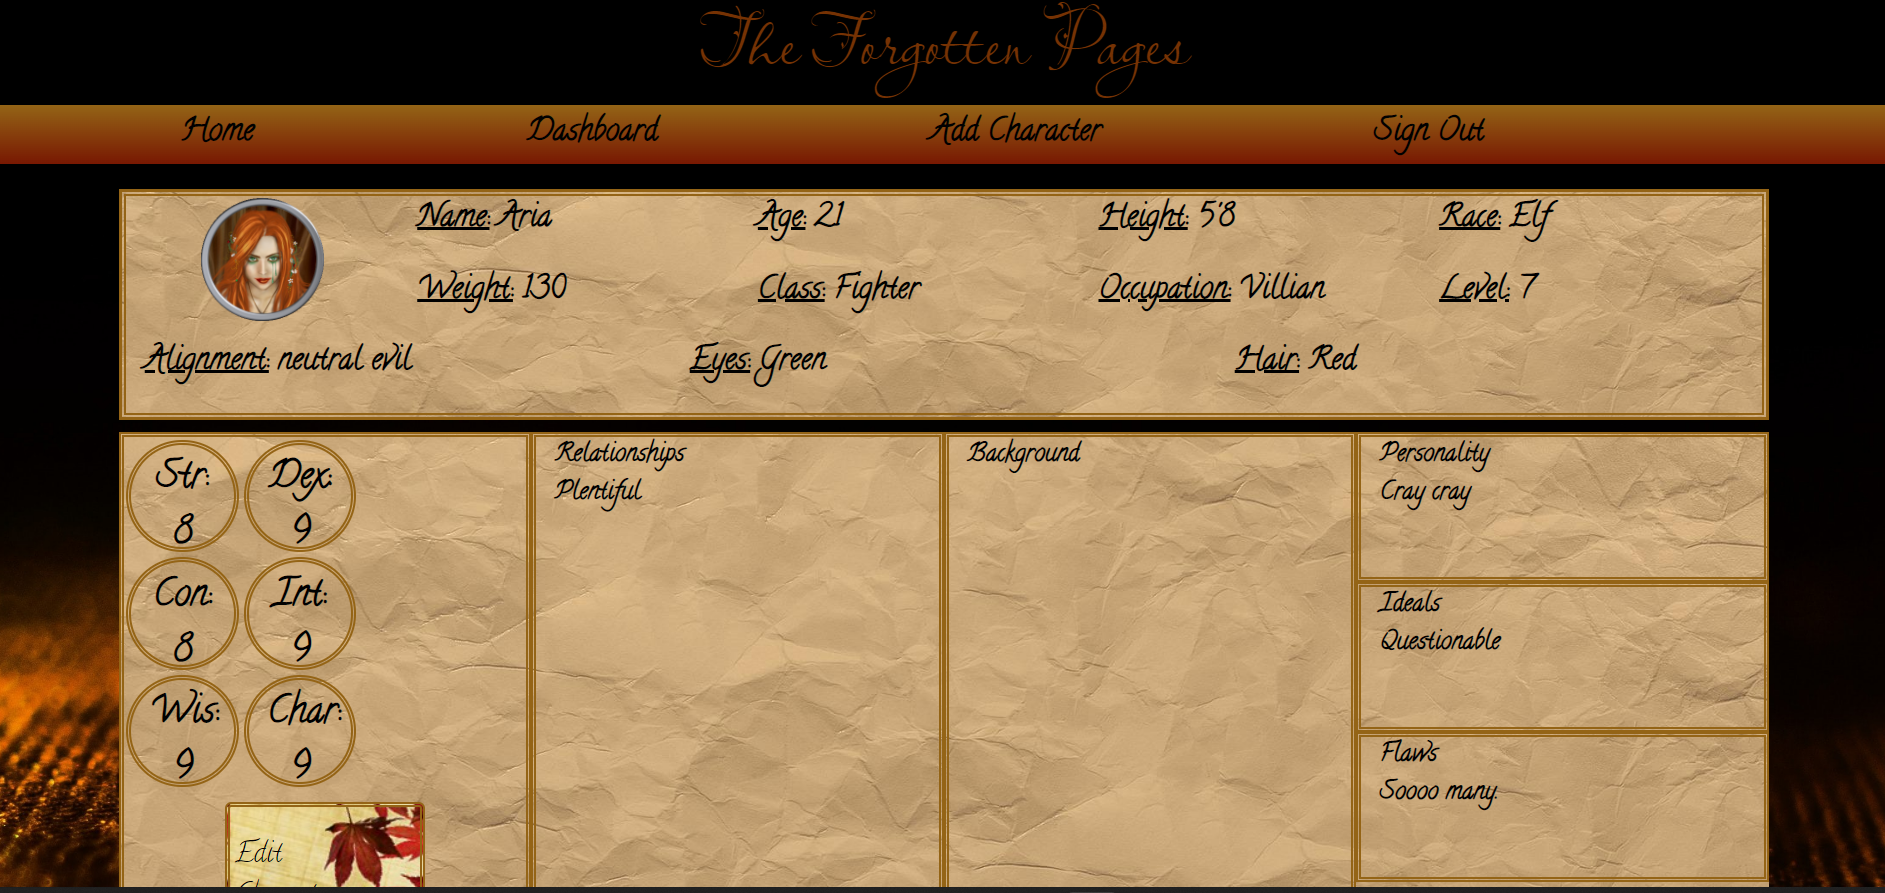 The Forgotten Pages
Home Dashboard Add Character Sign Out
Name: Aria Age: 21 Height: 5'8 Race: Elf
Weight: 130 Class: Fighter Occupation: Villian Level: 7
Alignment: neutral evil Eyes: Green Hair: Red
Str: Dex:
8 9
Con: Int:
8 9
Wis: Char:
9 9
Edit
Relationships
Plentiful
Background
Personality
Cray cray
Ideals
Questionable
Flaws
Soooo many.